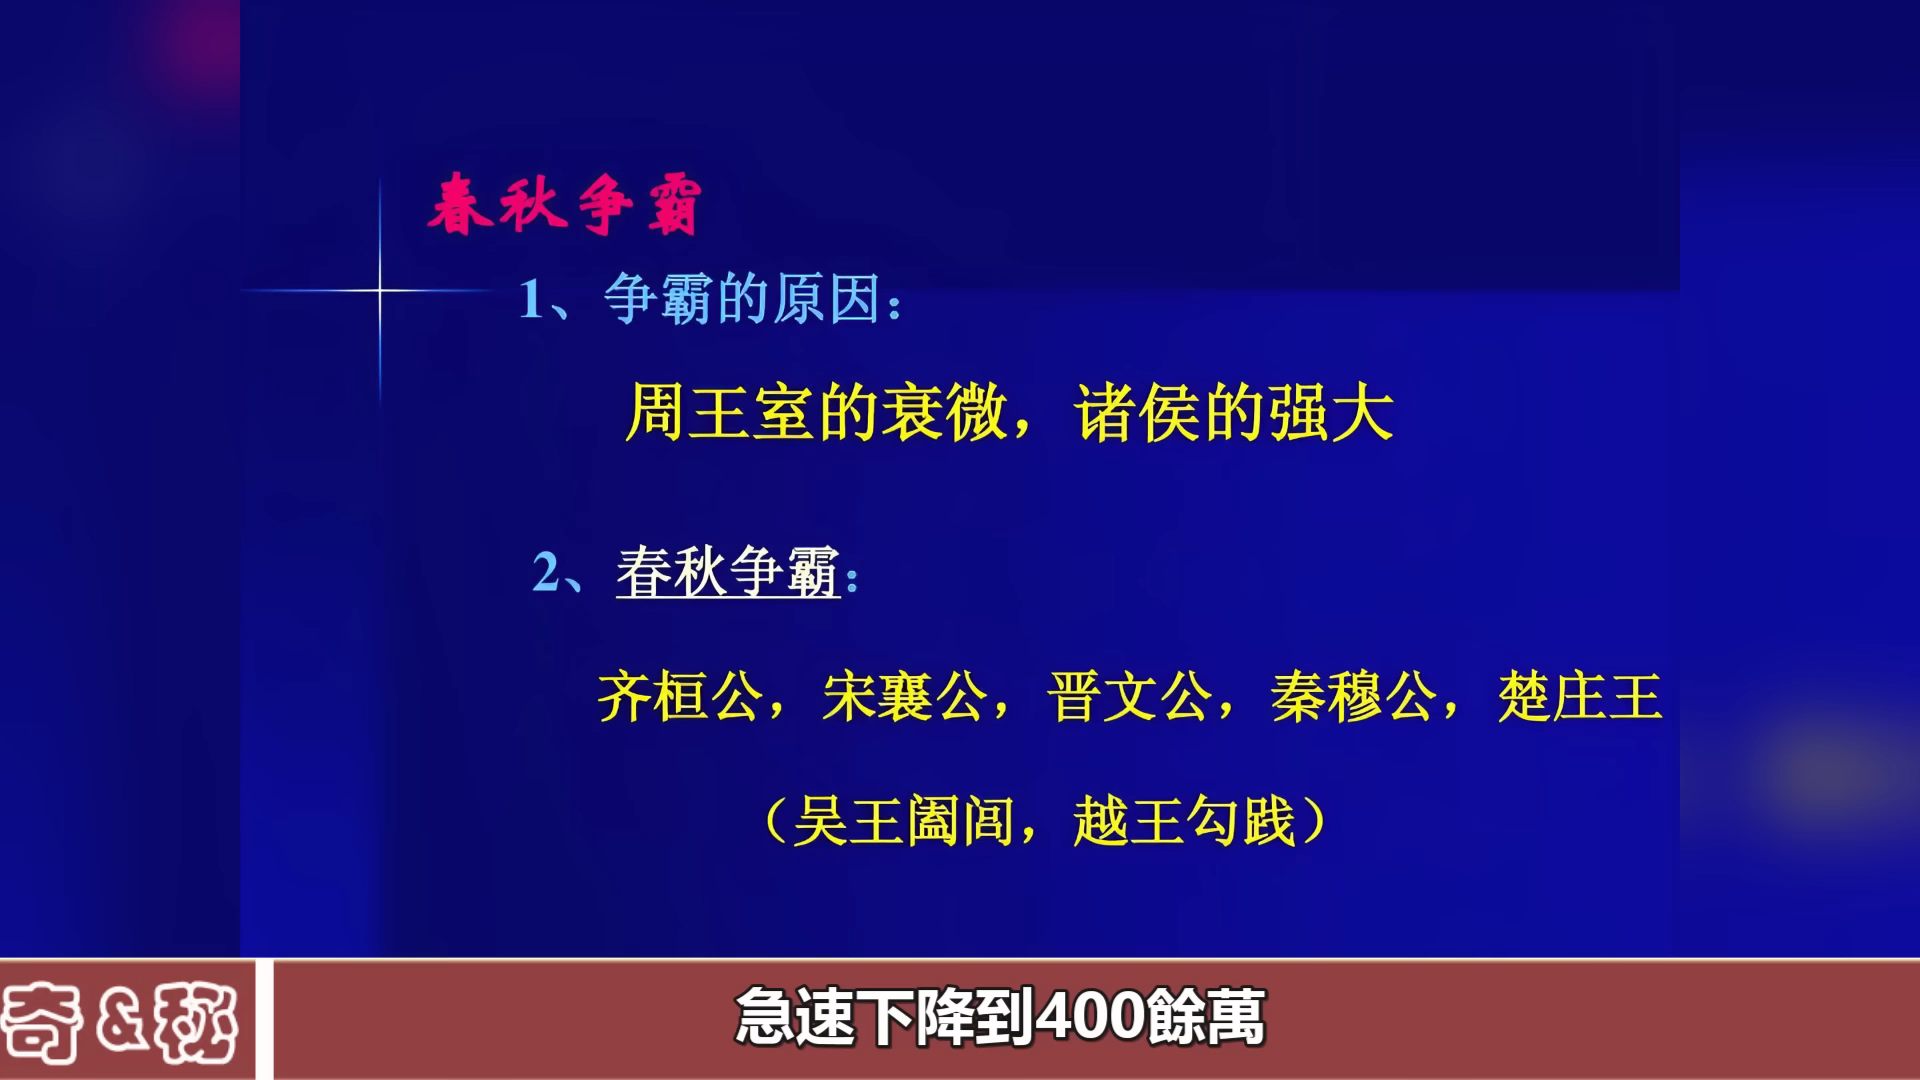 春秋争霸
1、争霸的原因：
周王室的衰微，诸侯的强大
2、春秋争霸：
齐桓公，宋襄公，晋文公，秦穆公，楚庄王
（吴王阖闾，越王勾践）
奇&秘
急速下降到400餘萬